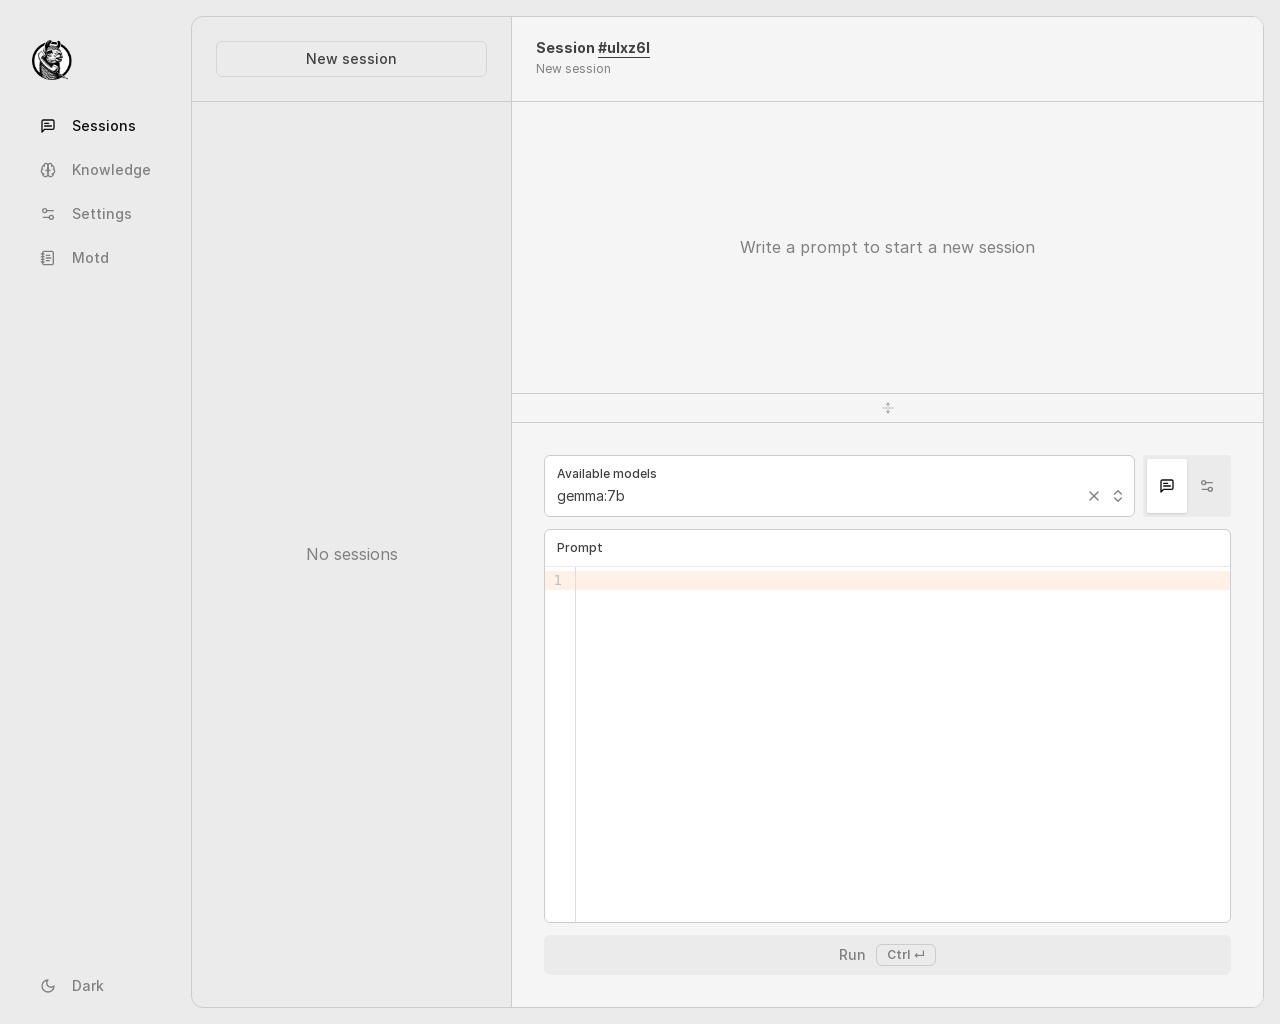 Sessions
Knowledge
Settings
Motd
Dark
New session
No sessions
Session #ulxz6l
New session
Write a prompt to start a new session
Available models
gemma:7b
Prompt
1
Run Ctrl ↵